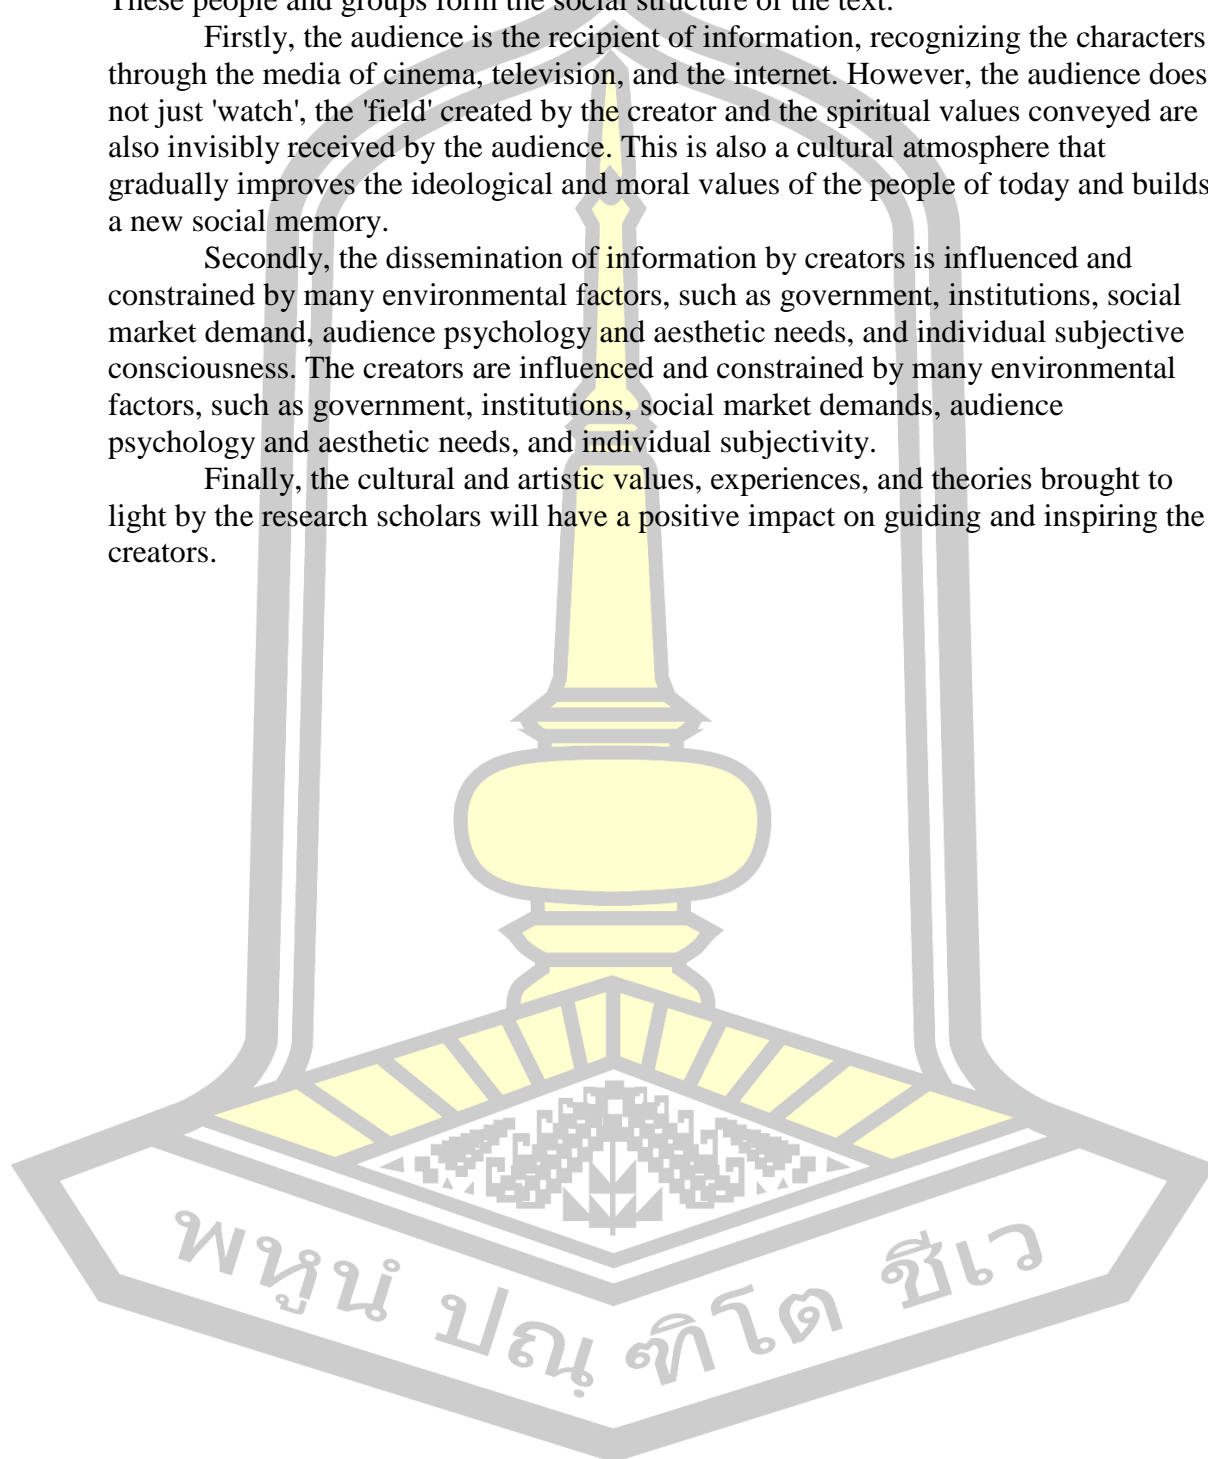 These people and groups form the social structure of the text.
Firstly, the audience is the recipient of information, recognizing the characters
through the media of cinema, television, and the internet. However, the audience does
not just 'watch', the 'field' created by the creator and the spiritual values conveyed are
also invisibly received by the audience. This is also a cultural atmosphere that
gradually improves the ideological and moral values of the people of today and builds
a new social memory.
Secondly, the dissemination of information by creators is influenced and
constrained by many environmental factors, such as government, institutions, social
market demand, audience psychology and aesthetic needs, and individual subjective
consciousness. The creators are influenced and constrained by many environmental
factors, such as government, institutions, social market demands, audience
psychology and aesthetic needs, and individual subjectivity.
Finally, the cultural and artistic values, experiences, and theories brought to
light by the research scholars will have a positive impact on guiding and inspiring the
creators.
พหูนํ ปณฺฑิโต ชีเว